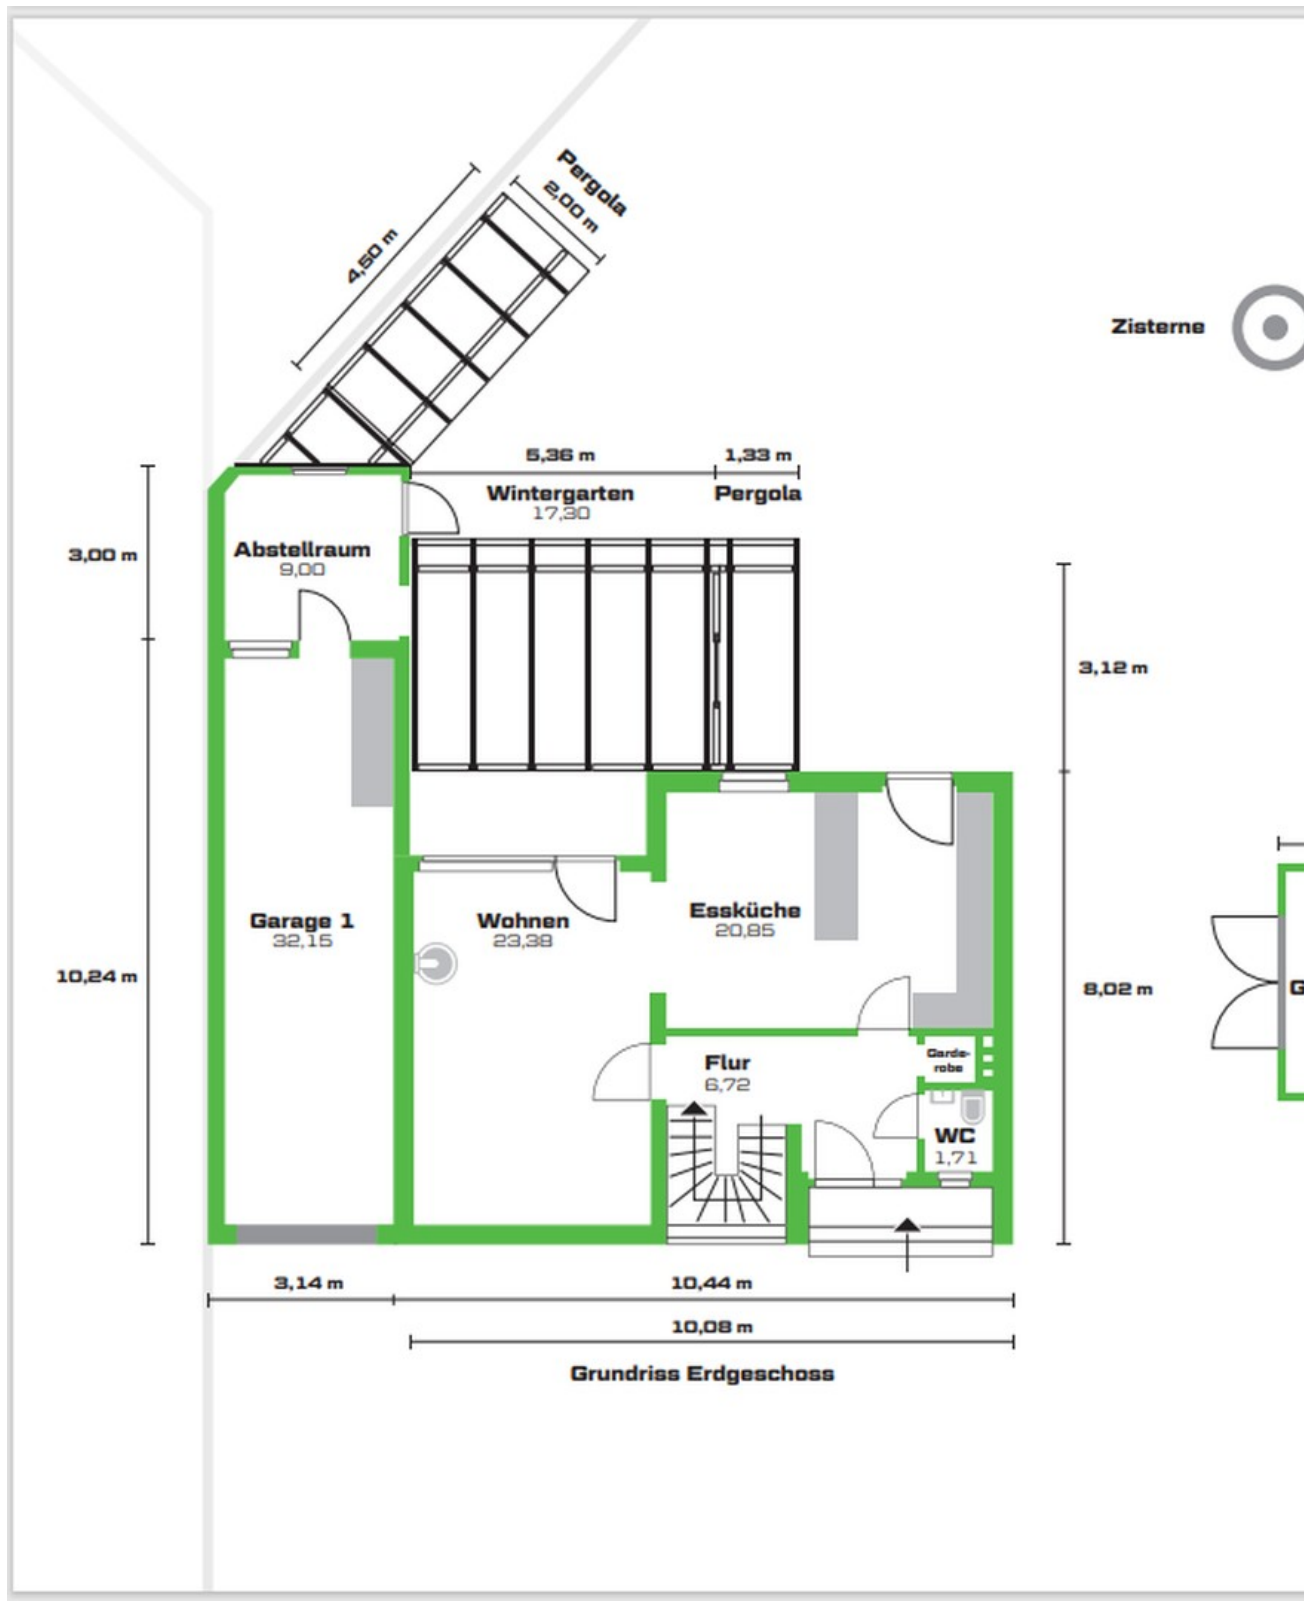 Pergola
2,00 m
4,50 m
Zisterne
5,36 m
1,33 m
Wintergarten
17,30
Pergola
3,00 m
Abstellraum
9,00
3,12 m
Garage 1
32,15
Wohnen
23,38
Essküche
20,85
10,24 m
8,02 m
G
Flur
6,72
Garde-
robe
WC
1,71
3,14 m
10,44 m
10,08 m
Grundriss Erdgeschoss